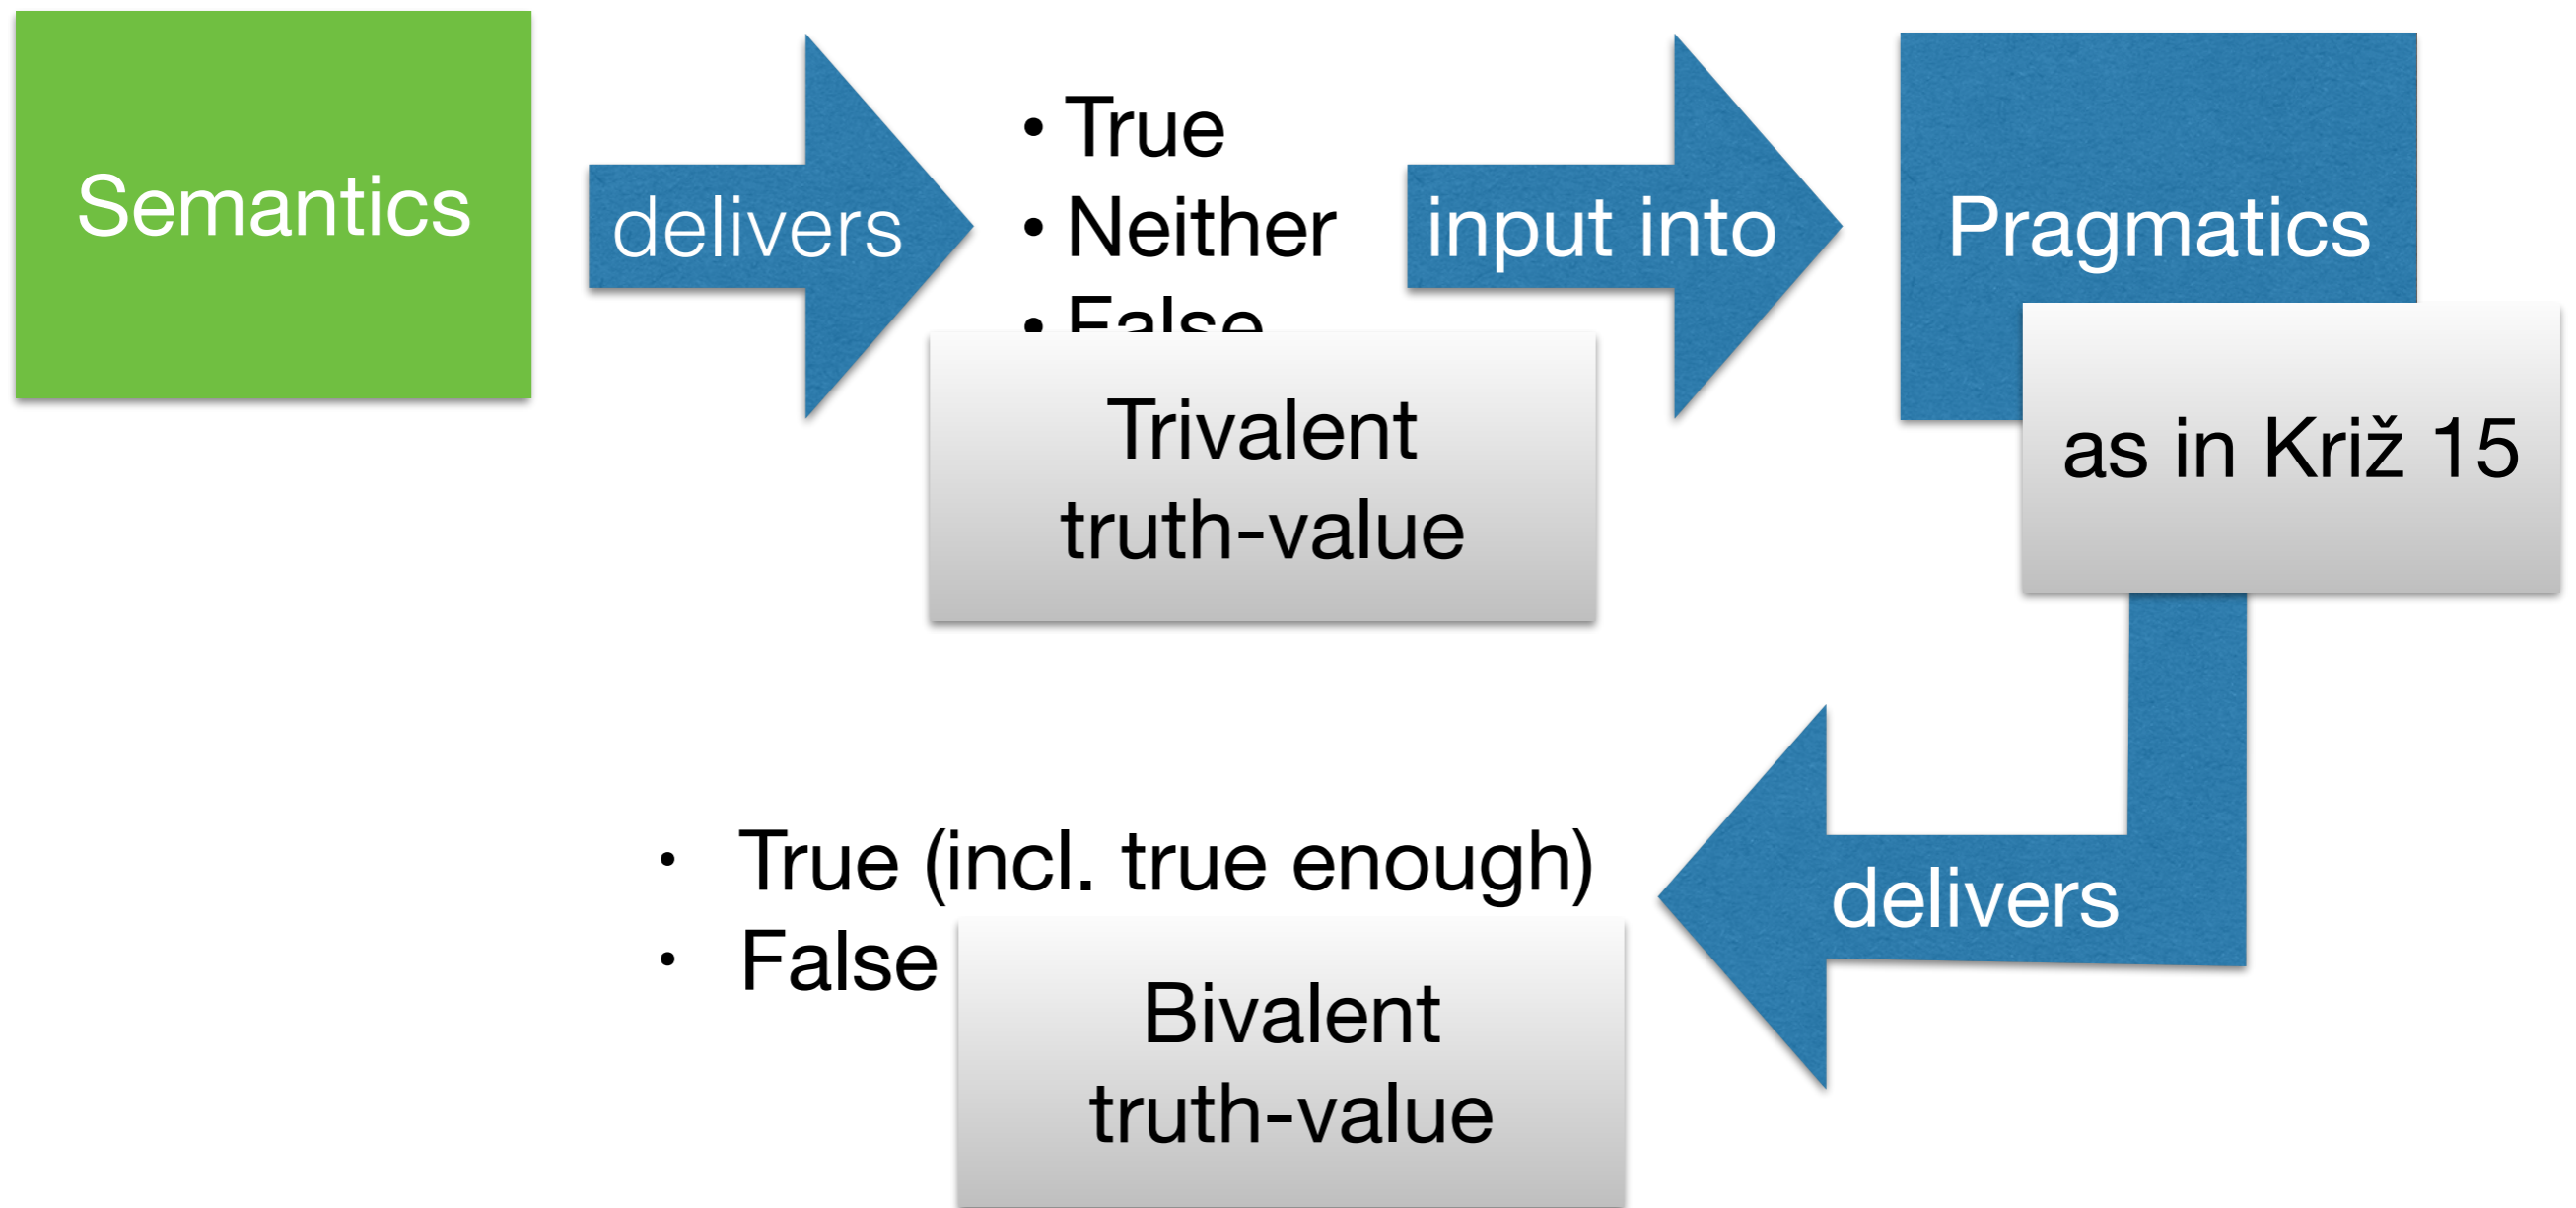 Semantics
delivers
• True
• Neither
• False
input into
Pragmatics
Trivalent
truth-value
as in Križ 15
• True (incl. true enough)
• False
delivers
Bivalent
truth-value